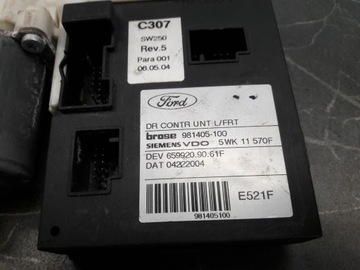 C307
SW250
Rev.5
Para 001
06.05.04
Ford
DR CONTR UNT L/FRT
brose 981405-100
SIEMENS VDO 5WK 11 570F
DEV 659920.90.61F
DAT 04222004
E521F
981405100